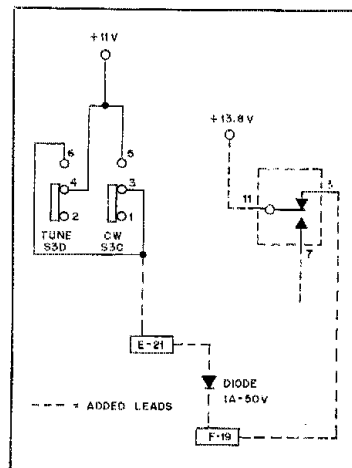 +11V
6
5
4
3
2
1
TUNE
S3D
CW
S3C
+13.8V
11
7
E-21
DIODE
1A-50V
F-19
ADDED LEADS